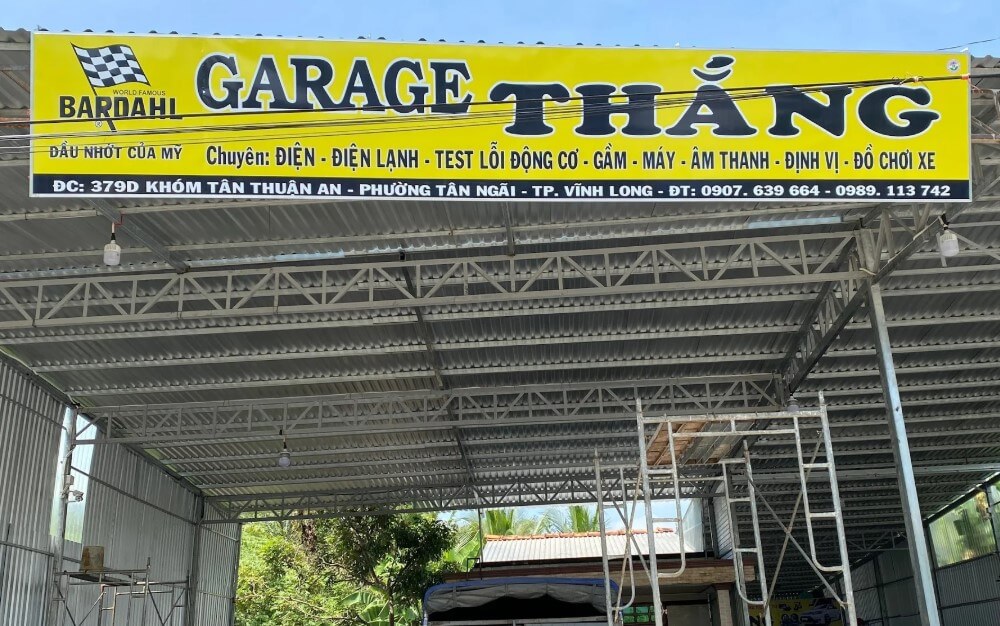 WORLD FAMOUS
BARDAHL
DẦU NHỚT CỦA MỸ
GARAGE THẮNG
Chuyên: ĐIỆN - ĐIỆN LẠNH - TEST LỖI ĐỘNG CƠ - GẦM - MÁY - ÂM THANH - ĐỊNH VỊ - ĐỒ CHƠI XE
ĐC: 379D KHÓM TÂN THUẬN AN - PHƯỜNG TÂN NGÃI - TP. VĨNH LONG - ĐT: 0907. 639 664 - 0989. 113 742